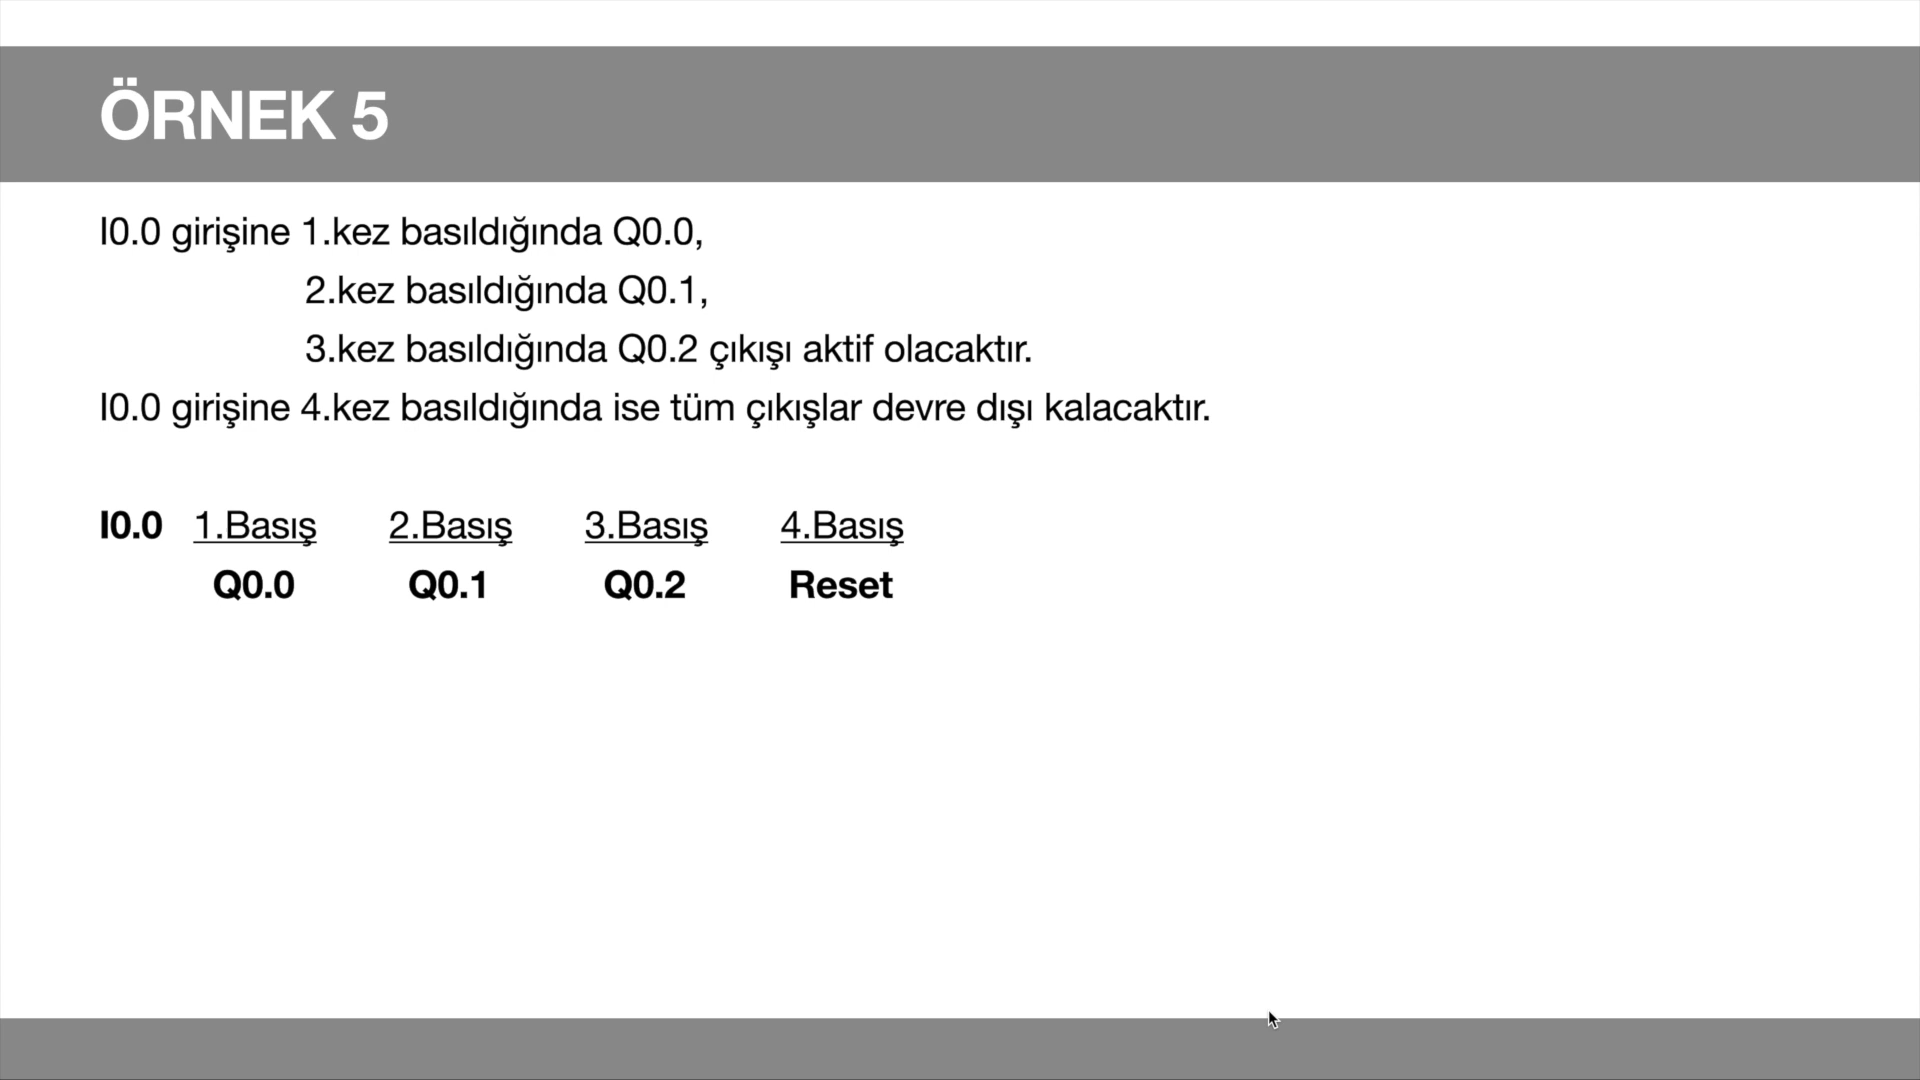 ÖRNEK 5
I0.0 girişine 1.kez basıldığında Q0.0,
2.kez basıldığında Q0.1,
3.kez basıldığında Q0.2 çıkışı aktif olacaktır.
I0.0 girişine 4.kez basıldığında ise tüm çıkışlar devre dışı kalacaktır.
I0.0 1.Basış 2.Basış 3.Basış 4.Basış
Q0.0 Q0.1 Q0.2 Reset